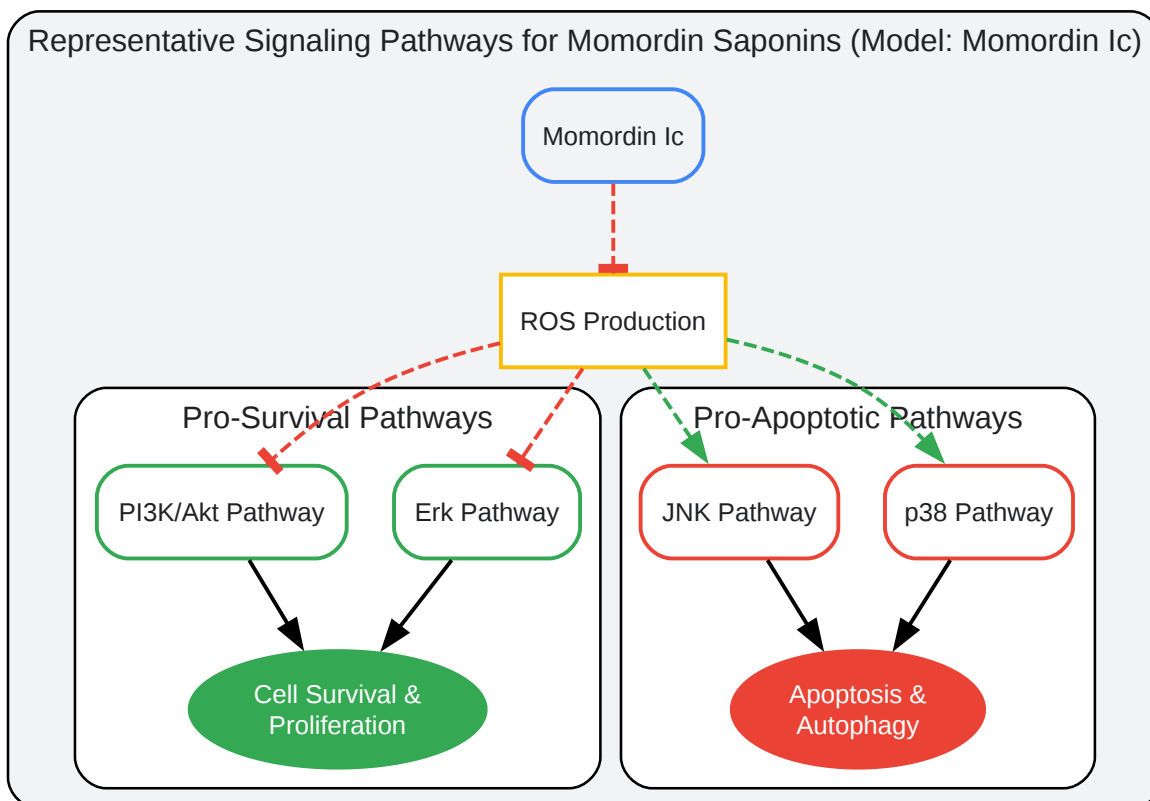 Representative Signaling Pathways for Momordin Saponins (Model: Momordin Ic)
Momordin Ic
ROS Production
Pro-Survival Pathways
Pro-Apoptotic Pathways
PI3K/Akt Pathway
Erk Pathway
JNK Pathway
p38 Pathway
Cell Survival &
Proliferation
Apoptosis &
Autophagy